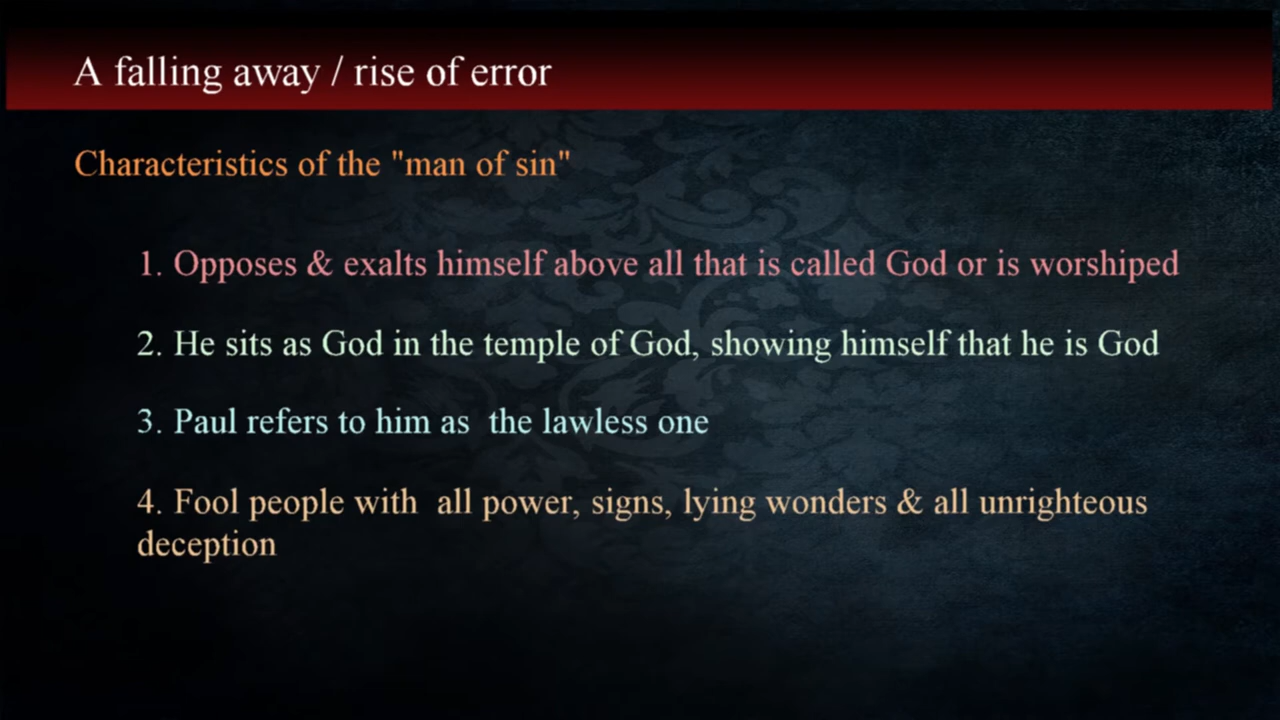 A falling away / rise of error
Characteristics of the "man of sin"
1. Opposes & exalts himself above all that is called God or is worshiped
2. He sits as God in the temple of God, showing himself that he is God
3. Paul refers to him as  the lawless one
4. Fool people with  all power, signs, lying wonders & all unrighteous
deception